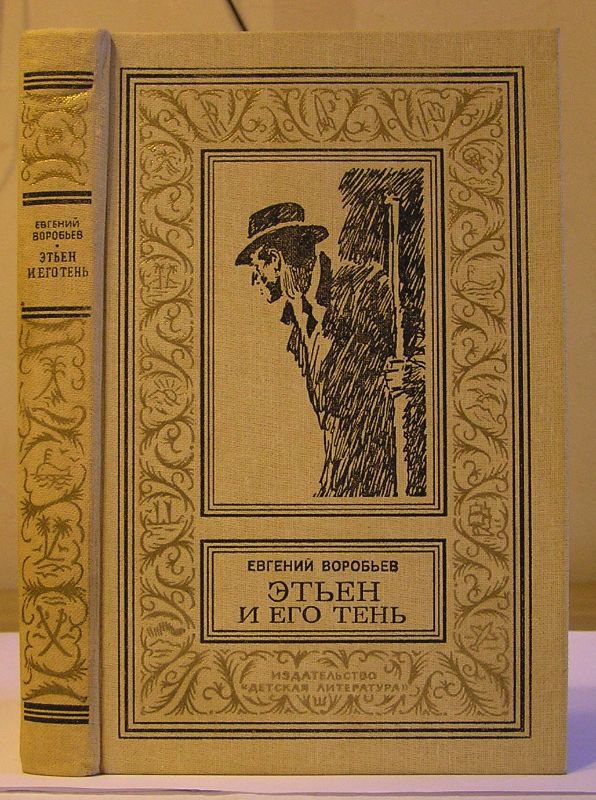 ЕВГЕНИЙ
ВОРОБЬЕВ
ЭТЬЕН
И ЕГО ТЕНЬ
ЕВГЕНИЙ ВОРОБЬЕВ
ЭТЬЕН
И ЕГО ТЕНЬ
ИЗДАТЕЛЬСТВО
«ДЕТСКАЯ ЛИТЕРАТУРА»